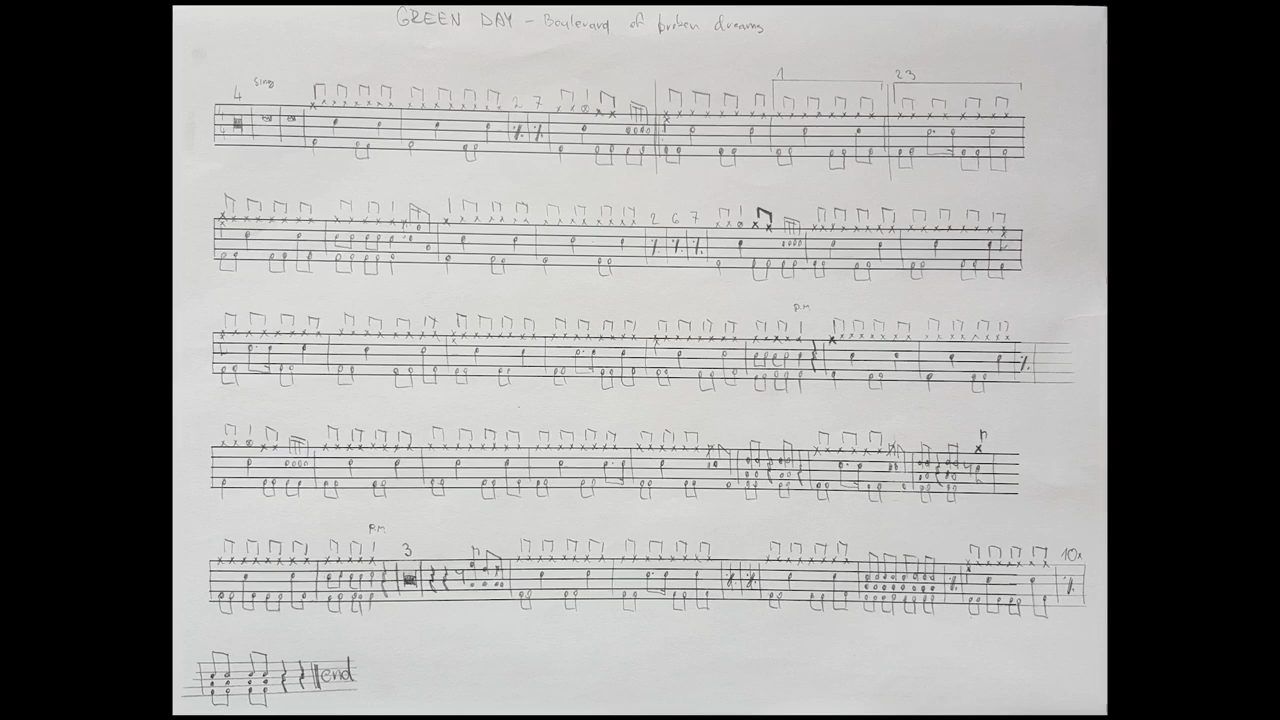 GREEN DAY - Boulevard of broken dreams
4 sing 2 7 1 2 3
2 6 7
p.m
p.m.
3 10x
end